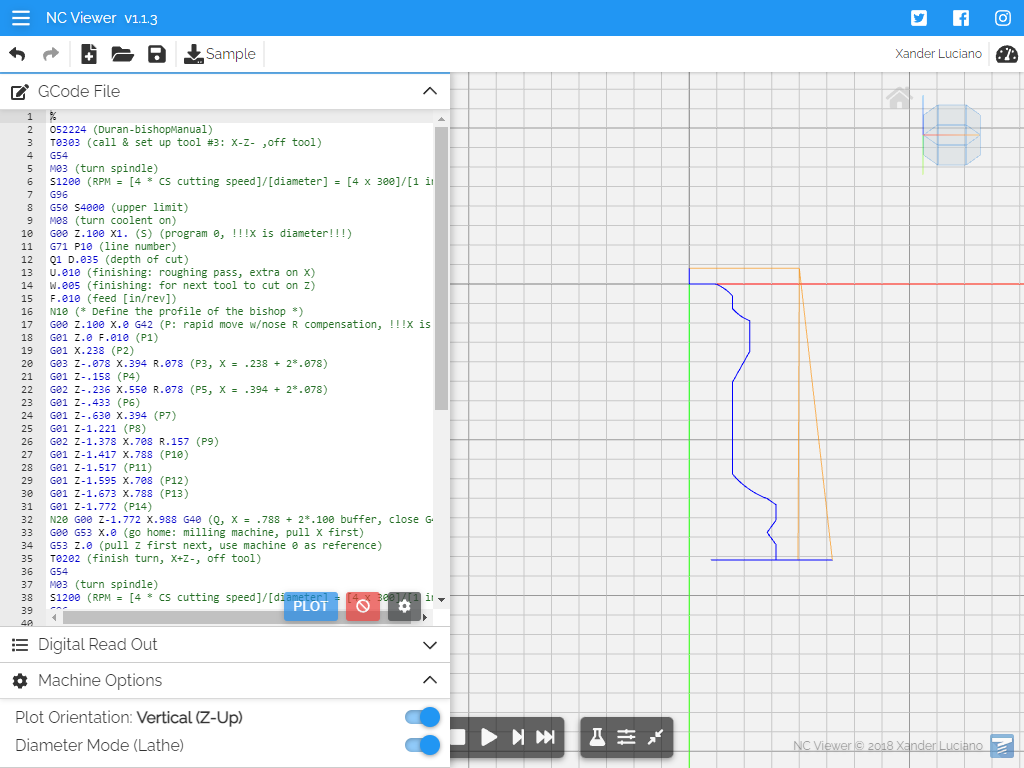 NC Viewer v1.1.3
Sample
Xander Luciano
GCode File
1 %
2 O52224 (Duran-bishopManual)
3 T0303 (call & set up tool #3: X-Z- ,off tool)
4 G54
5 M03 (turn spindle)
6 S1200 (RPM = [4 * CS cutting speed]/[diameter] = [4 x 300]/[1 in
7 G96
8 G50 S4000 (upper limit)
9 M08 (turn coolent on)
10 G00 Z.100 X1. (S) (program 0, !!!X is diameter!!!)
11 G71 P10 (line number)
12 Q1 D.035 (depth of cut)
13 U.010 (finishing: roughing pass, extra on X)
14 W.005 (finishing: for next tool to cut on Z)
15 F.010 (feed [in/rev])
16 N10 (* Define the profile of the bishop *)
17 G00 Z.100 X.0 G42 (P: rapid move w/nose R compensation, !!!X is
18 G01 Z.0 F.010 (P1)
19 G01 X.238 (P2)
20 G03 Z-.078 X.394 R.078 (P3, X = .238 + 2*.078)
21 G01 Z-.158 (P4)
22 G02 Z-.236 X.550 R.078 (P5, X = .394 + 2*.078)
23 G01 Z-.433 (P6)
24 G01 Z-.630 X.394 (P7)
25 G01 Z-1.221 (P8)
26 G02 Z-1.378 X.708 R.157 (P9)
27 G01 Z-1.417 X.788 (P10)
28 G01 Z-1.517 (P11)
29 G01 Z-1.595 X.708 (P12)
30 G01 Z-1.673 X.788 (P13)
31 G01 Z-1.772 (P14)
32 N20 G00 Z-1.772 X.988 G40 (Q, X = .788 + 2*.100 buffer, close G4
33 G00 G53 X.0 (go home: milling machine, pull X first)
34 G53 Z.0 (pull Z first next, use machine 0 as reference)
35 T0202 (finish turn, X+Z-, off tool)
36 G54
37 M03 (turn spindle)
38 S1200 (RPM = [4 * CS cutting speed]/[diameter] = [4 x 300]/[1 in
39
40
PLOT
Digital Read Out
Machine Options
Plot Orientation: Vertical (Z-Up)
Diameter Mode (Lathe)
NC Viewer © 2018 Xander Luciano